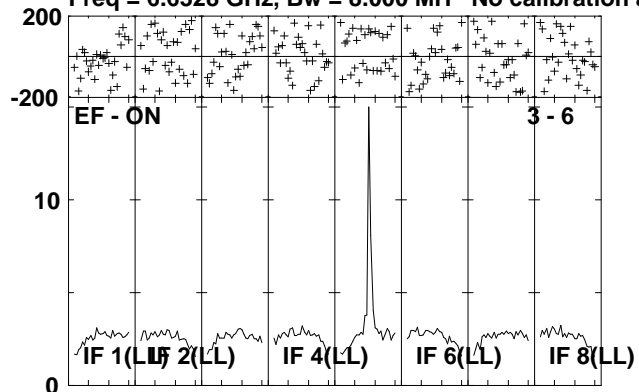 Freq = 6.6528 GHz, Bw = 8.000 MH No calibration a
200
-200
EF - ON
3 - 6
10
0
IF 1(LL) IF 2(LL) IF 4(LL) IF 6(LL) IF 8(LL)